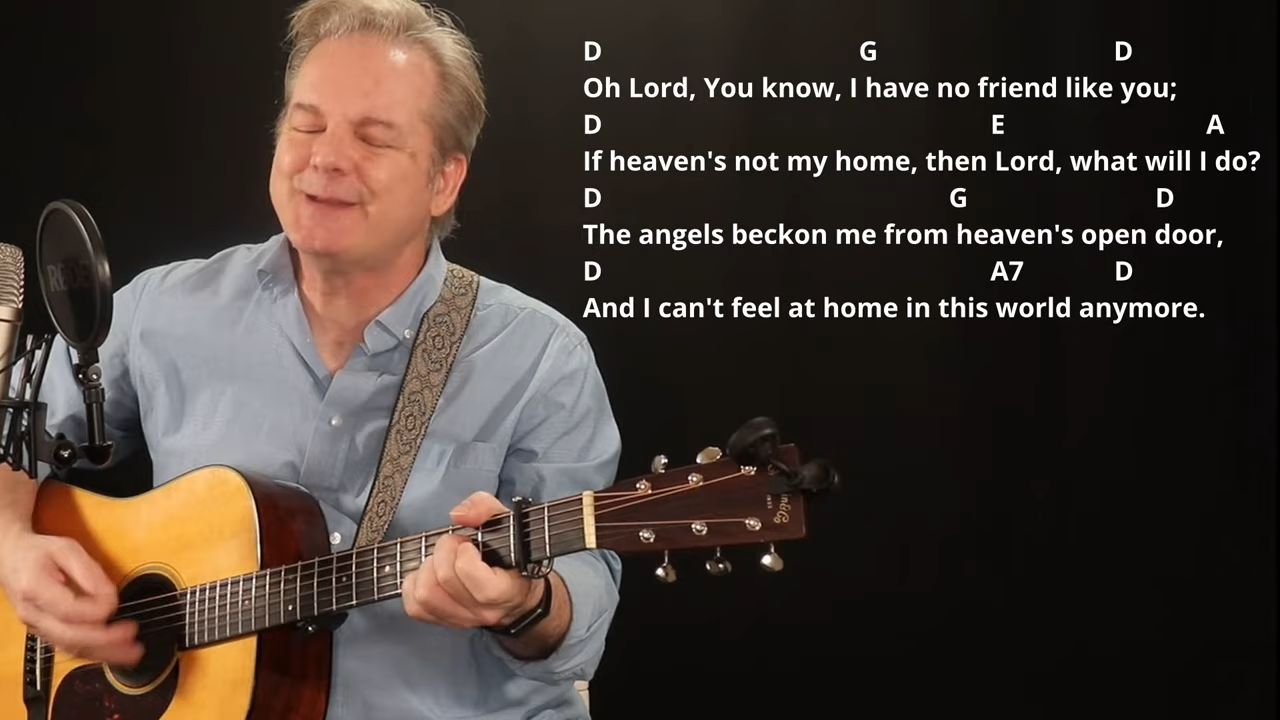 D G D
Oh Lord, You know, I have no friend like you;
D E A
If heaven's not my home, then Lord, what will I do?
D G D
The angels beckon me from heaven's open door,
D A7 D
And I can't feel at home in this world anymore.
RODE